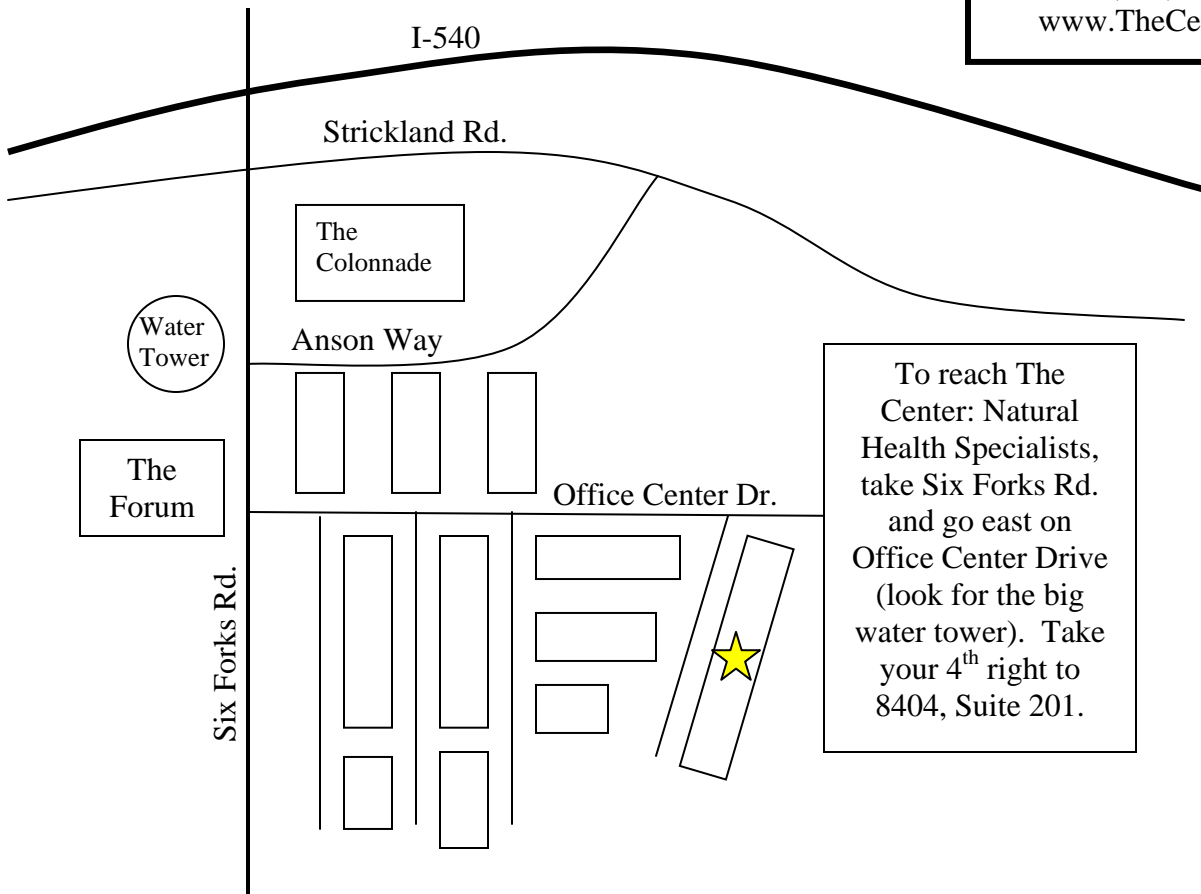 www.TheCe
I-540
Strickland Rd.
The
Colonnade
Water
Tower
Anson Way
The
Forum
Office Center Dr.
Six Forks Rd.
To reach The
Center: Natural
Health Specialists,
take Six Forks Rd.
and go east on
Office Center Drive
(look for the big
water tower).  Take
your 4th right to
8404, Suite 201.